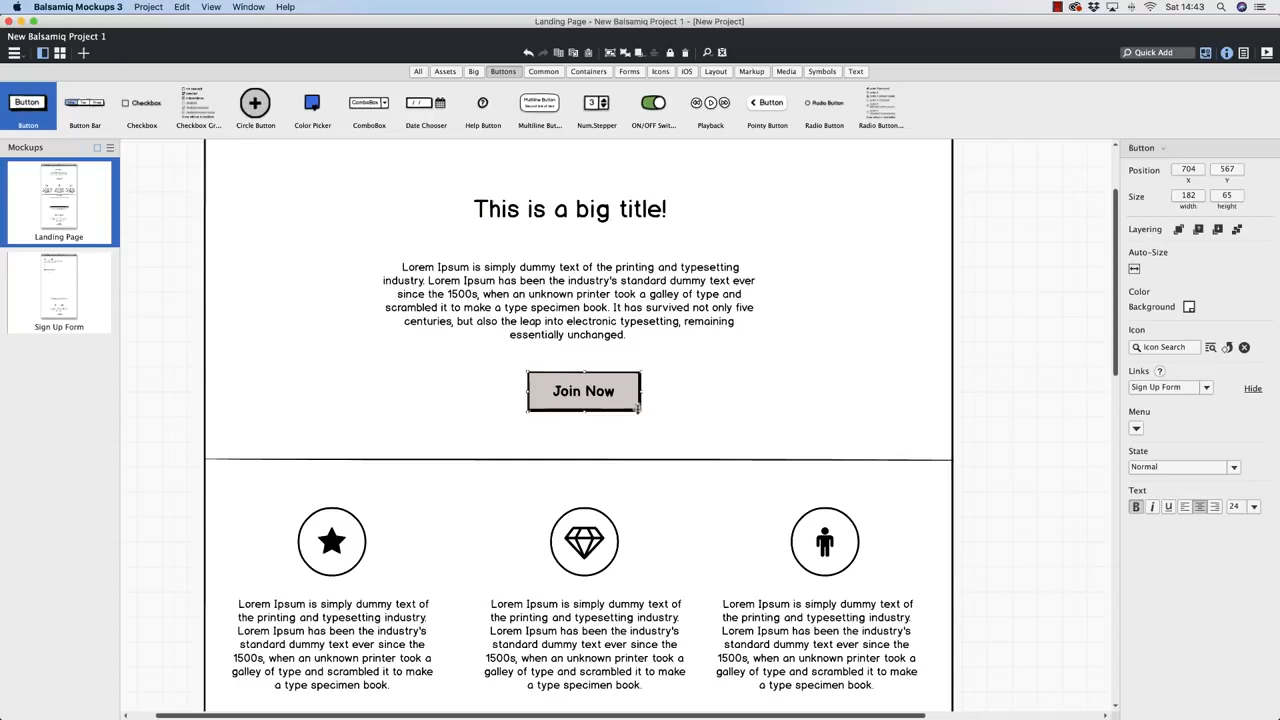 Balsamiq Mockups 3 Project Edit View Window Help Sat 14:43
Landing Page - New Balsamiq Project 1 - [New Project]
New Balsamiq Project 1
Quick Add
All Assets Big Buttons Common Containers Forms Icons iOS Layout Markup Media Symbols Text
Button
Checkbox
ComboBox
/ /
Multiline Button
3
Button
Radio Button
Button Button Bar Checkbox Checkbox Gr... Circle Button Color Picker ComboBox Date Chooser Help Button Multiline But... Num.Stepper ON/OFF Swit... Playback Pointy Button Radio Button Radio Button...
Mockups
Landing Page
Sign Up Form
This is a big title!
Lorem Ipsum is simply dummy text of the printing and typesetting
industry. Lorem Ipsum has been the industry's standard dummy text ever
since the 1500s, when an unknown printer took a galley of type and
scrambled it to make a type specimen book. It has survived not only five
centuries, but also the leap into electronic typesetting, remaining
essentially unchanged.
Join Now
Lorem Ipsum is simply dummy text of
the printing and typesetting industry.
Lorem Ipsum has been the industry's
standard dummy text ever since the
1500s, when an unknown printer took a
galley of type and scrambled it to make
a type specimen book.
Lorem Ipsum is simply dummy text of
the printing and typesetting industry.
Lorem Ipsum has been the industry's
standard dummy text ever since the
1500s, when an unknown printer took a
galley of type and scrambled it to make
a type specimen book.
Lorem Ipsum is simply dummy text of
the printing and typesetting industry.
Lorem Ipsum has been the industry's
standard dummy text ever since the
1500s, when an unknown printer took a
galley of type and scrambled it to make
a type specimen book.
Button
Position 704 567
X Y
Size 182 65
width height
Layering
Auto-Size
Color
Background
Icon
Icon Search
Links ?
Sign Up Form Hide
Menu
State
Normal
Text
B i U 24